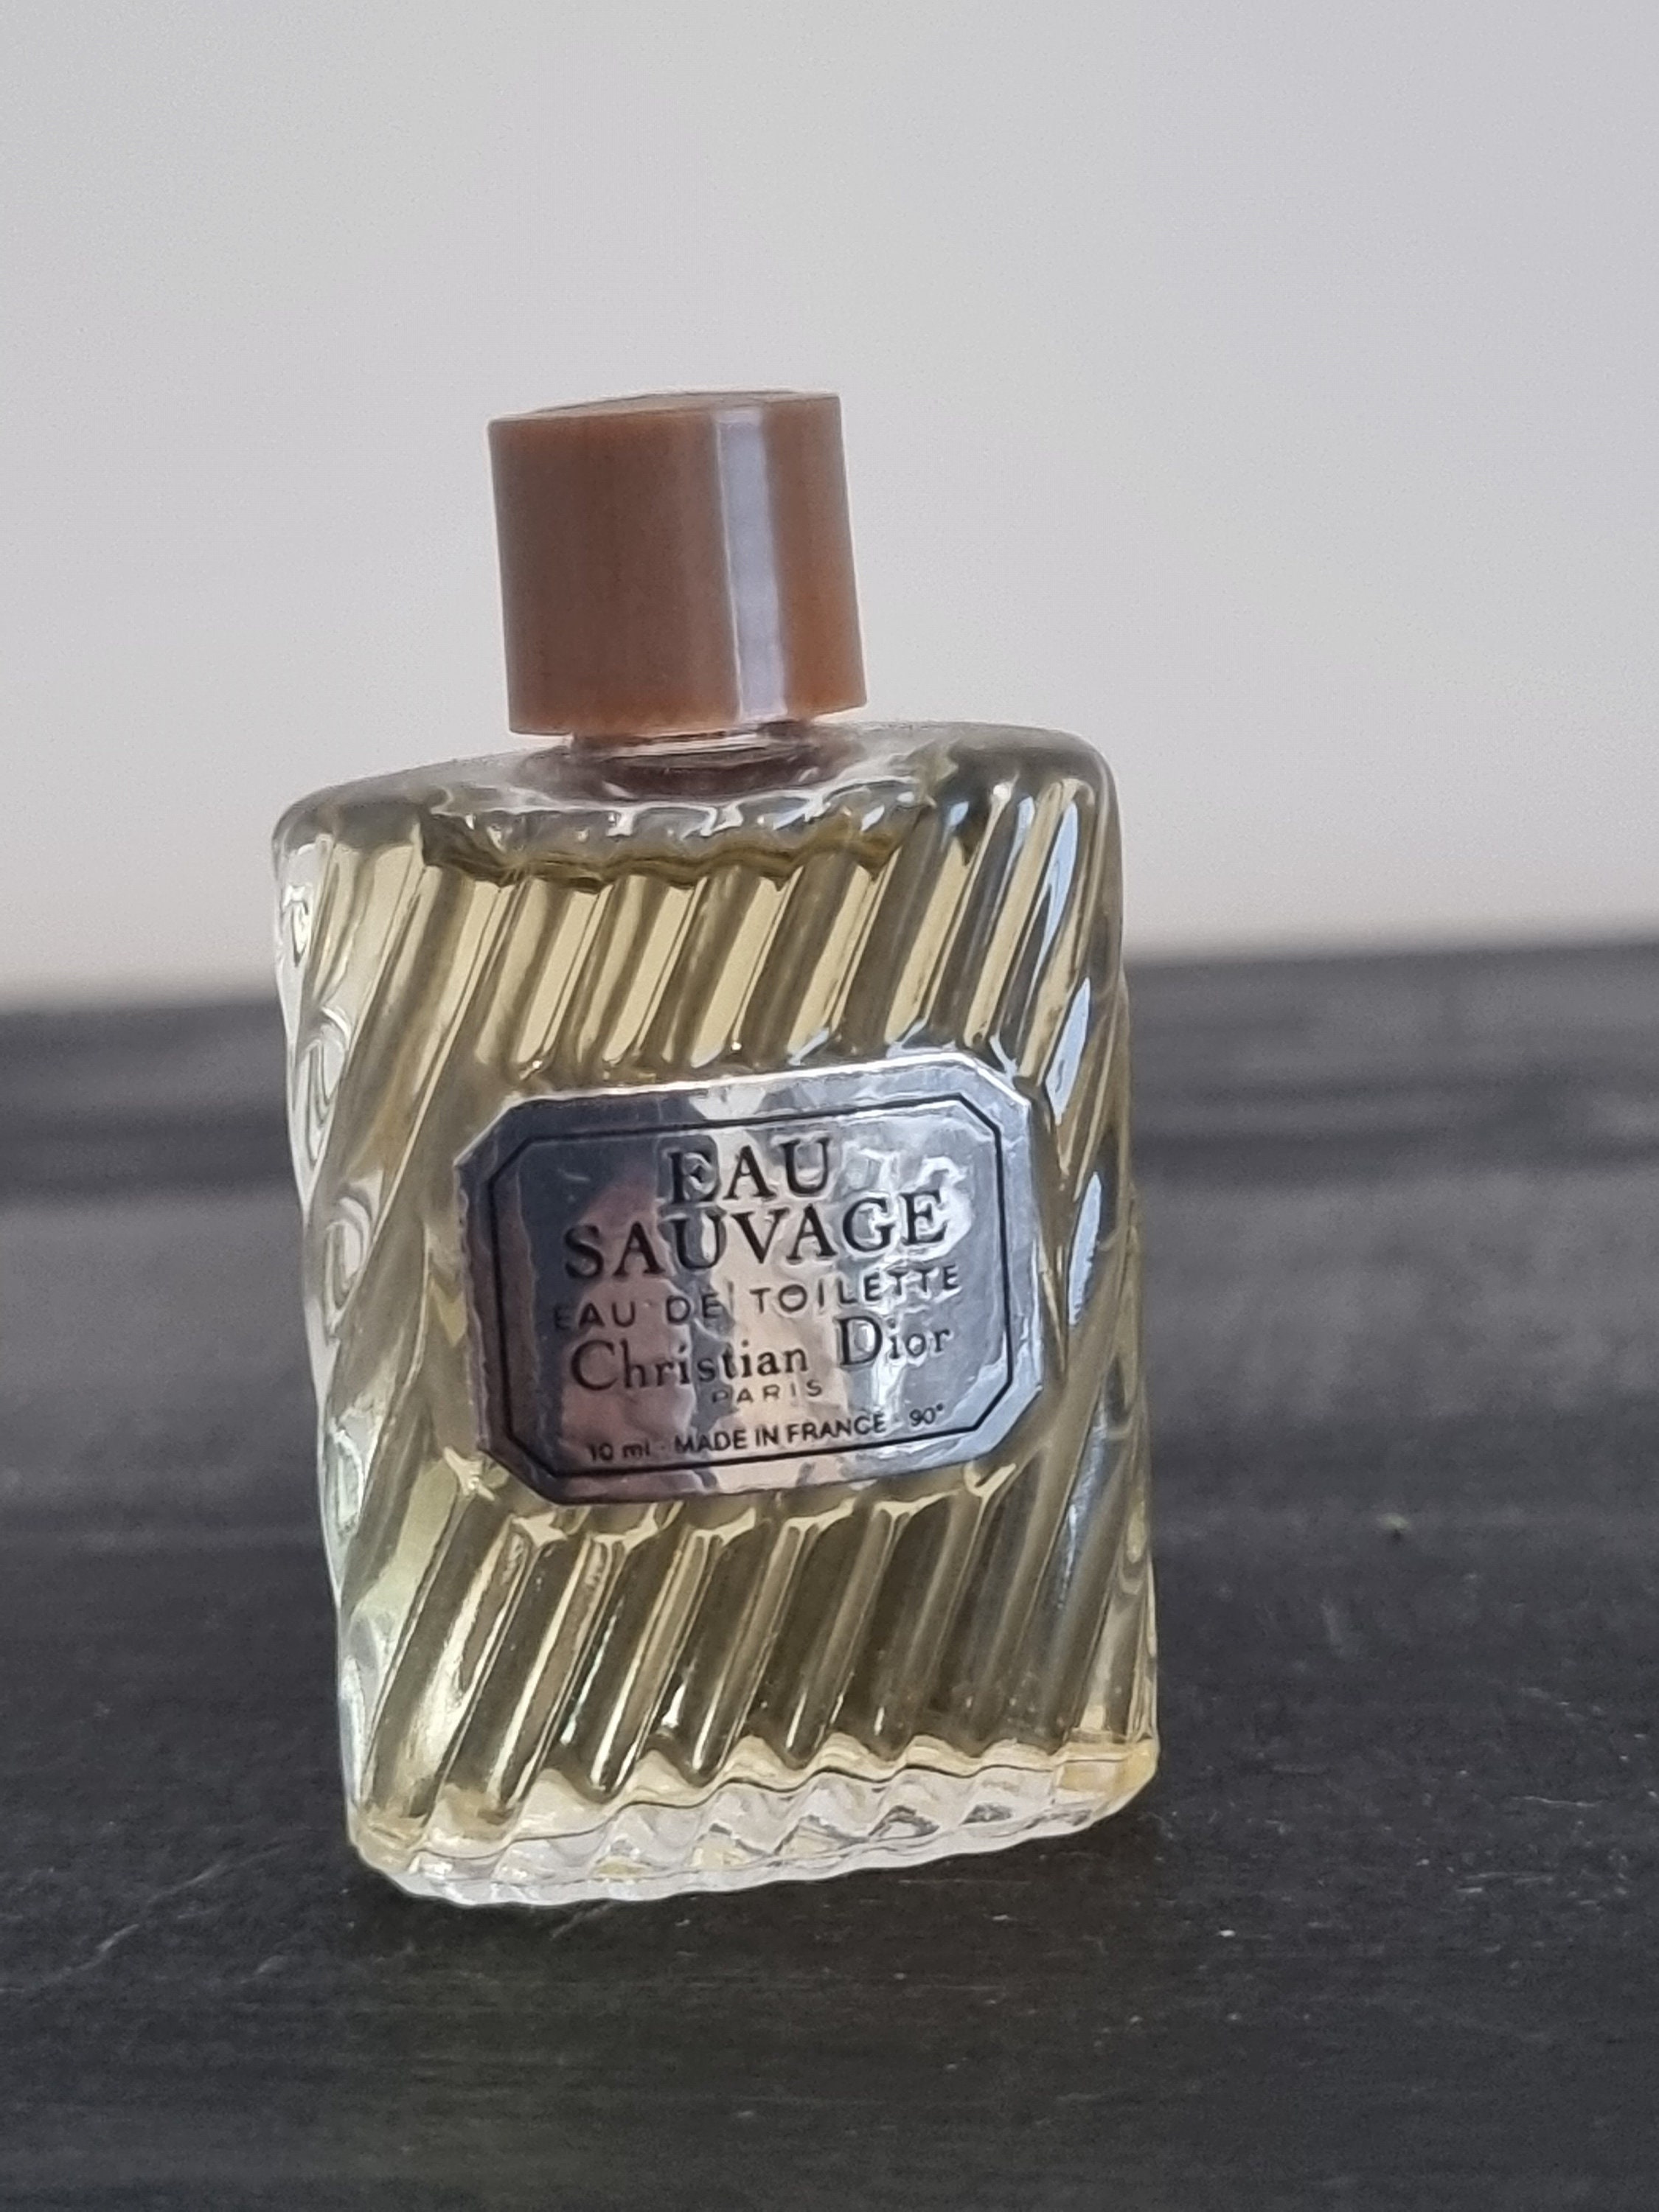 EAU
SAUVAGE
EAU DE TOILETTE
Christian Dior
PARIS
10 ml - MADE IN FRANCE - 90°